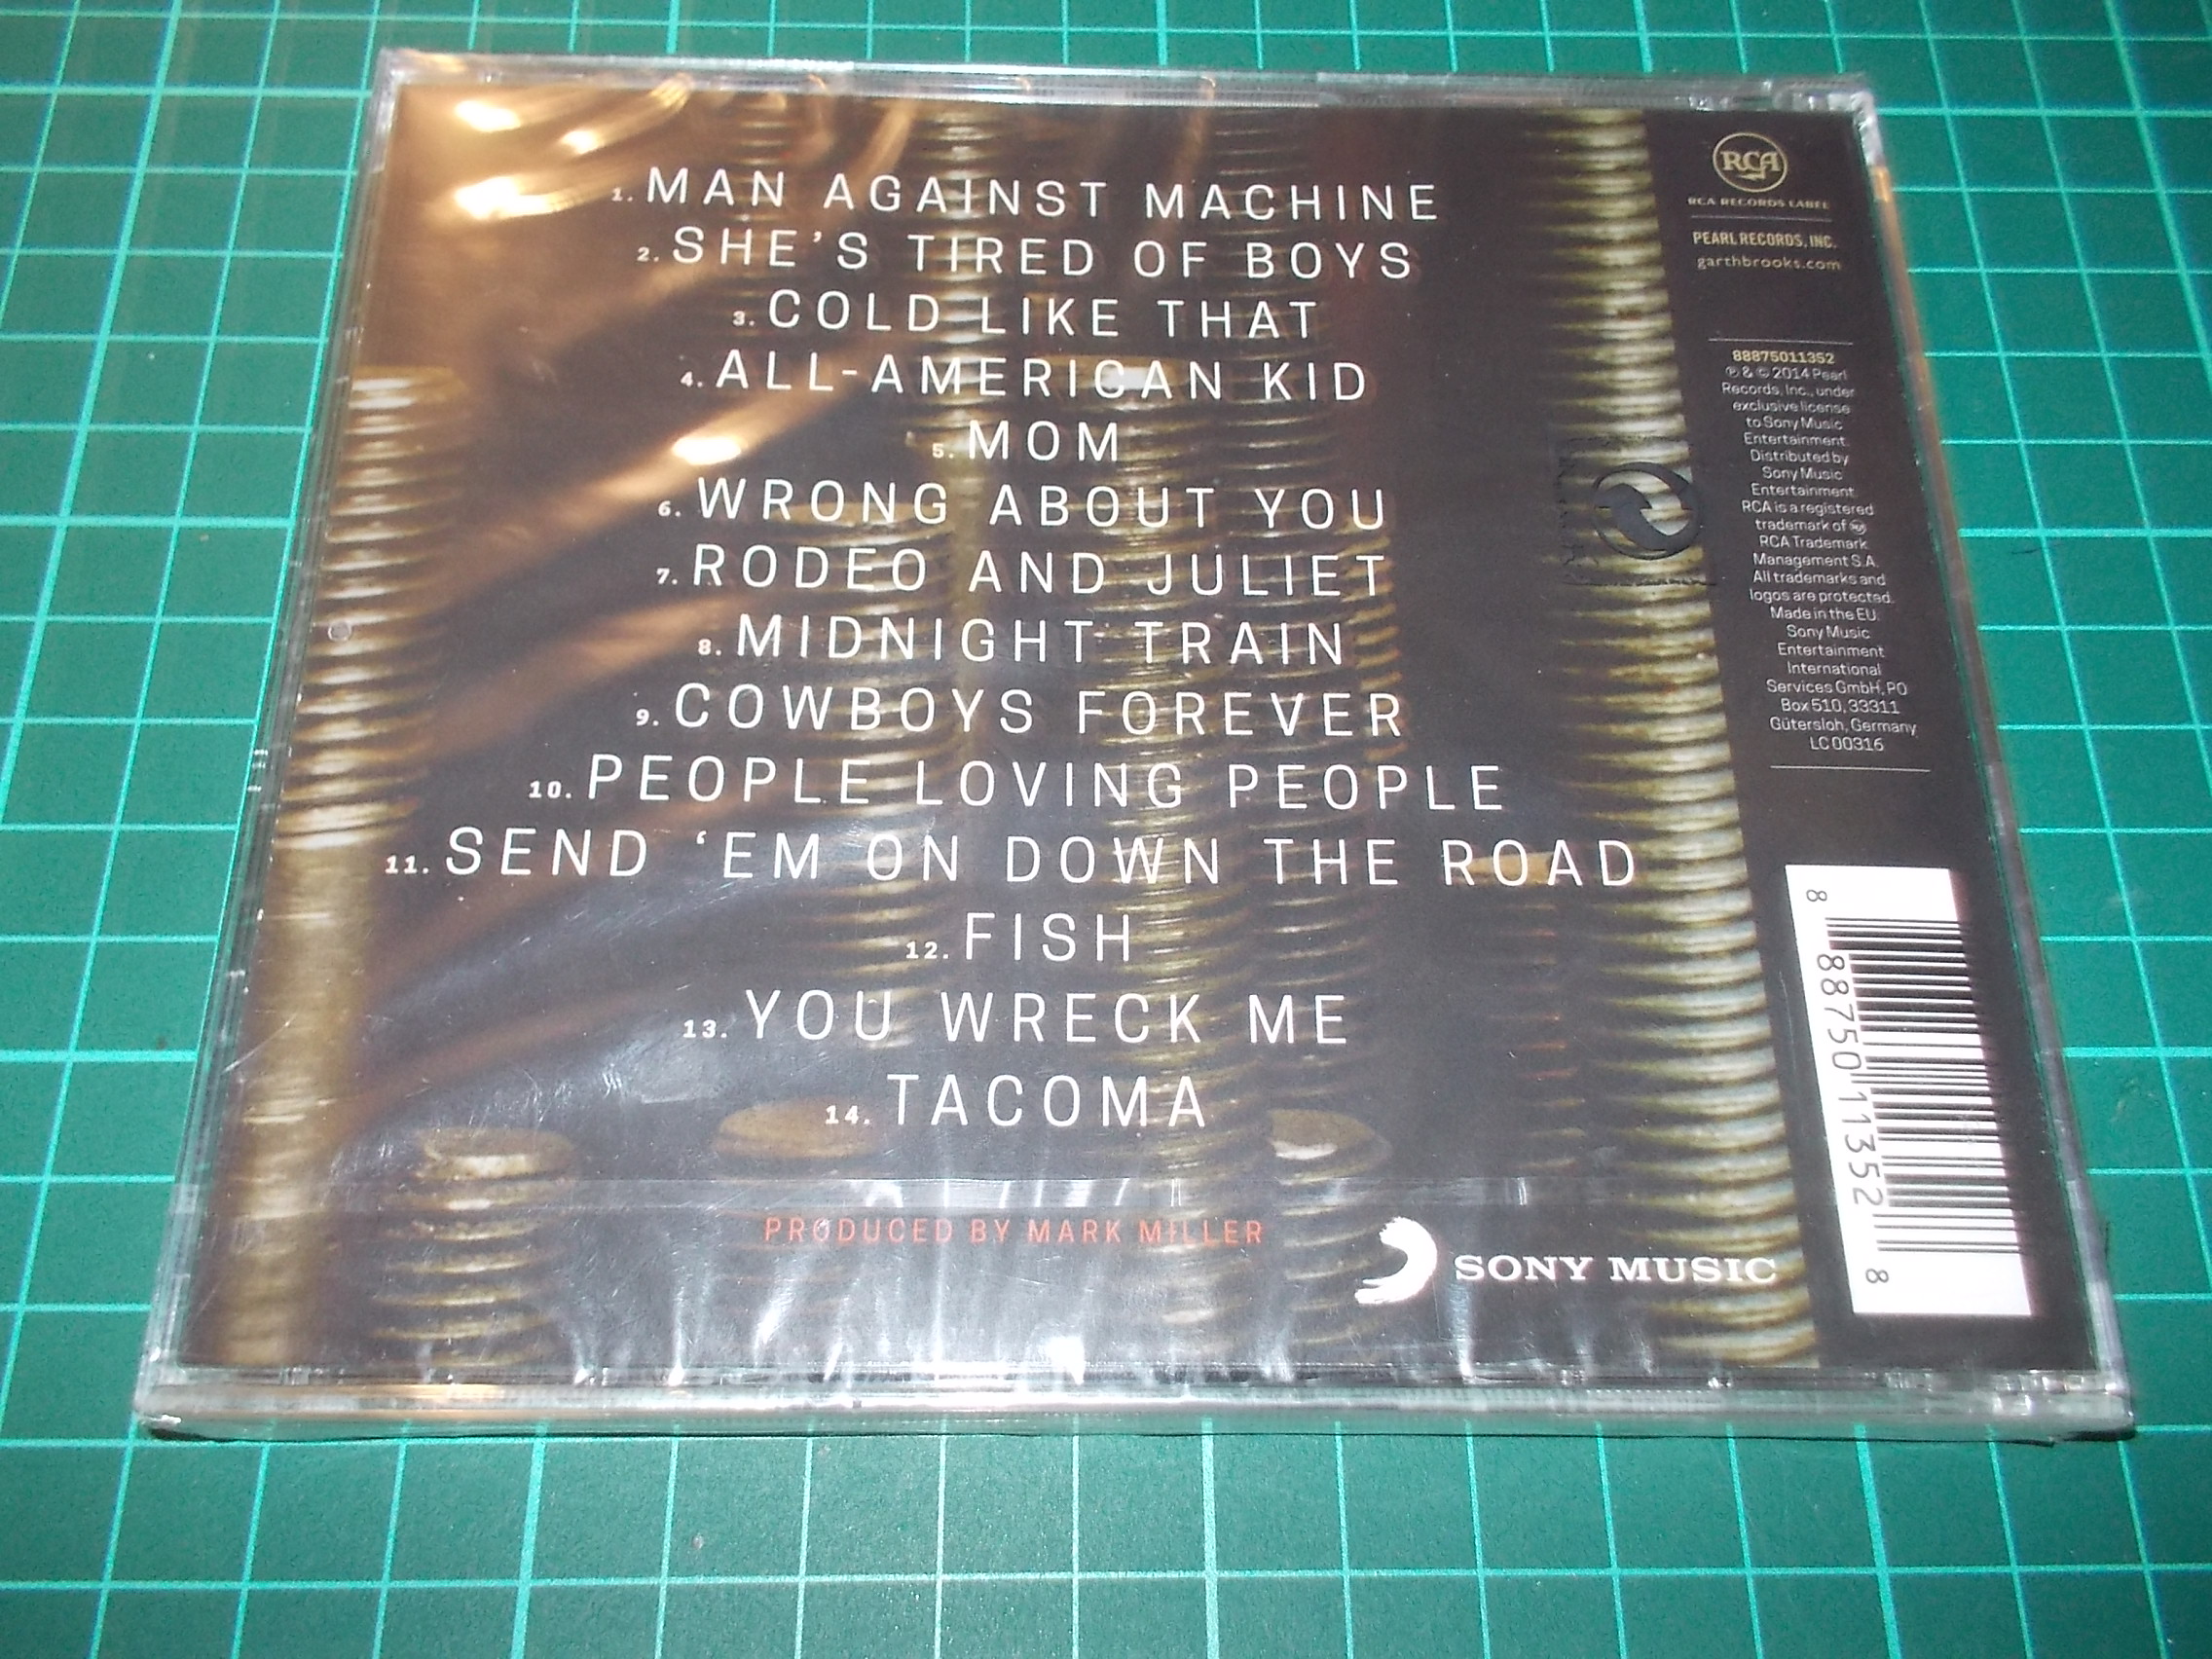 1. MAN AGAINST MACHINE
2. SHE'S TIRED OF BOYS
3. COLD LIKE THAT
4. ALL-AMERICAN KID
5. MOM
6. WRONG ABOUT YOU
7. RODEO AND JULIET
8. MIDNIGHT TRAIN
9. COWBOYS FOREVER
10. PEOPLE LOVING PEOPLE
11. SEND 'EM ON DOWN THE ROAD
12. FISH
13. YOU WRECK ME
14. TACOMA
PRODUCED BY MARK MILLER
SONY MUSIC
RCA
RCA RECORDS LABEL
PEARL RECORDS, INC.
garthbrooks.com
88875011352
℗ & © 2014 Pearl
Records, Inc., under
exclusive license
to Sony Music
Entertainment.
Distributed by
Sony Music
Entertainment.
RCA is a registered
trademark of
RCA Trademark
Management S.A.
All trademarks and
logos are protected.
Made in the EU.
Sony Music
Entertainment
International
Services GmbH, PO
Box 510, 33311
Gütersloh, Germany
LC 00316
8 88750 11352 8